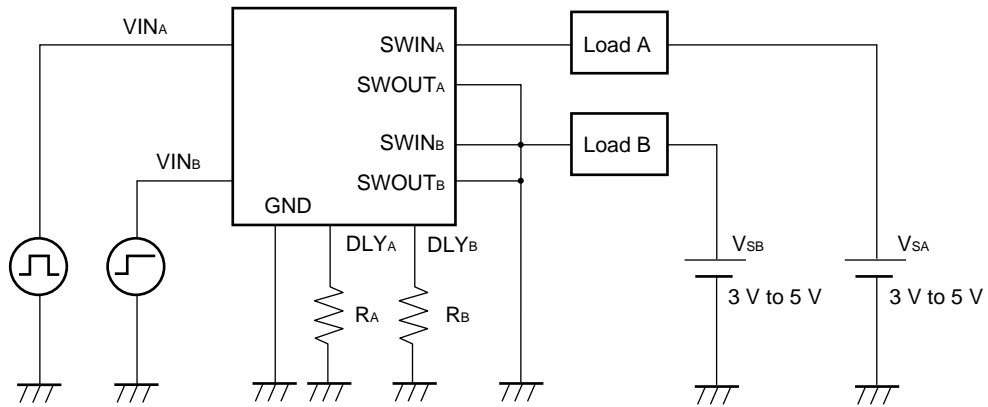 VINA
SWINA
Load A
SWOUTA
SWINB
Load B
VINB
SWOUTB
GND
DLYA
DLYB
VSB
VSA
RA
RB
3 V to 5 V
3 V to 5 V